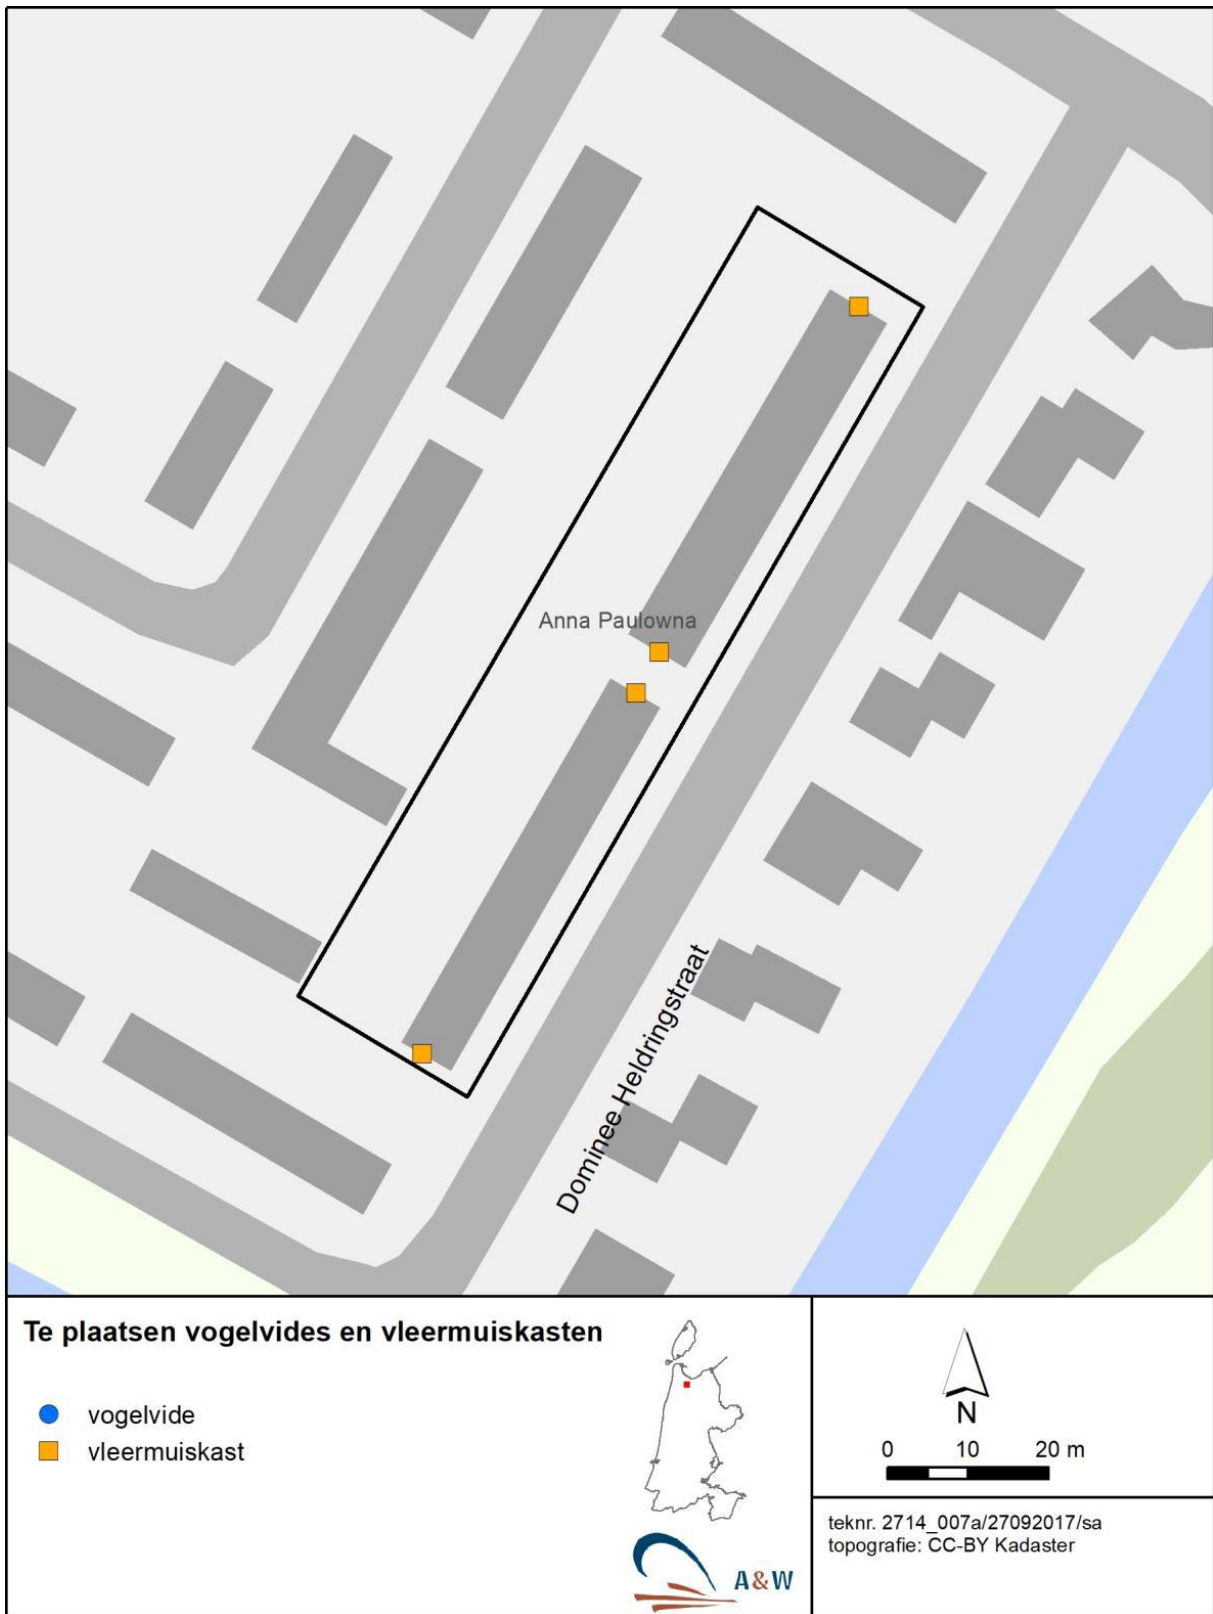 Anna Paulowna
Dominee Heldringstraat
Te plaatsen vogelvides en vleermuiskasten
vogelvide
vleermuiskast
A&W
N
0 10 20 m
teknr. 2714_007a/27092017/sa
topografie: CC-BY Kadaster